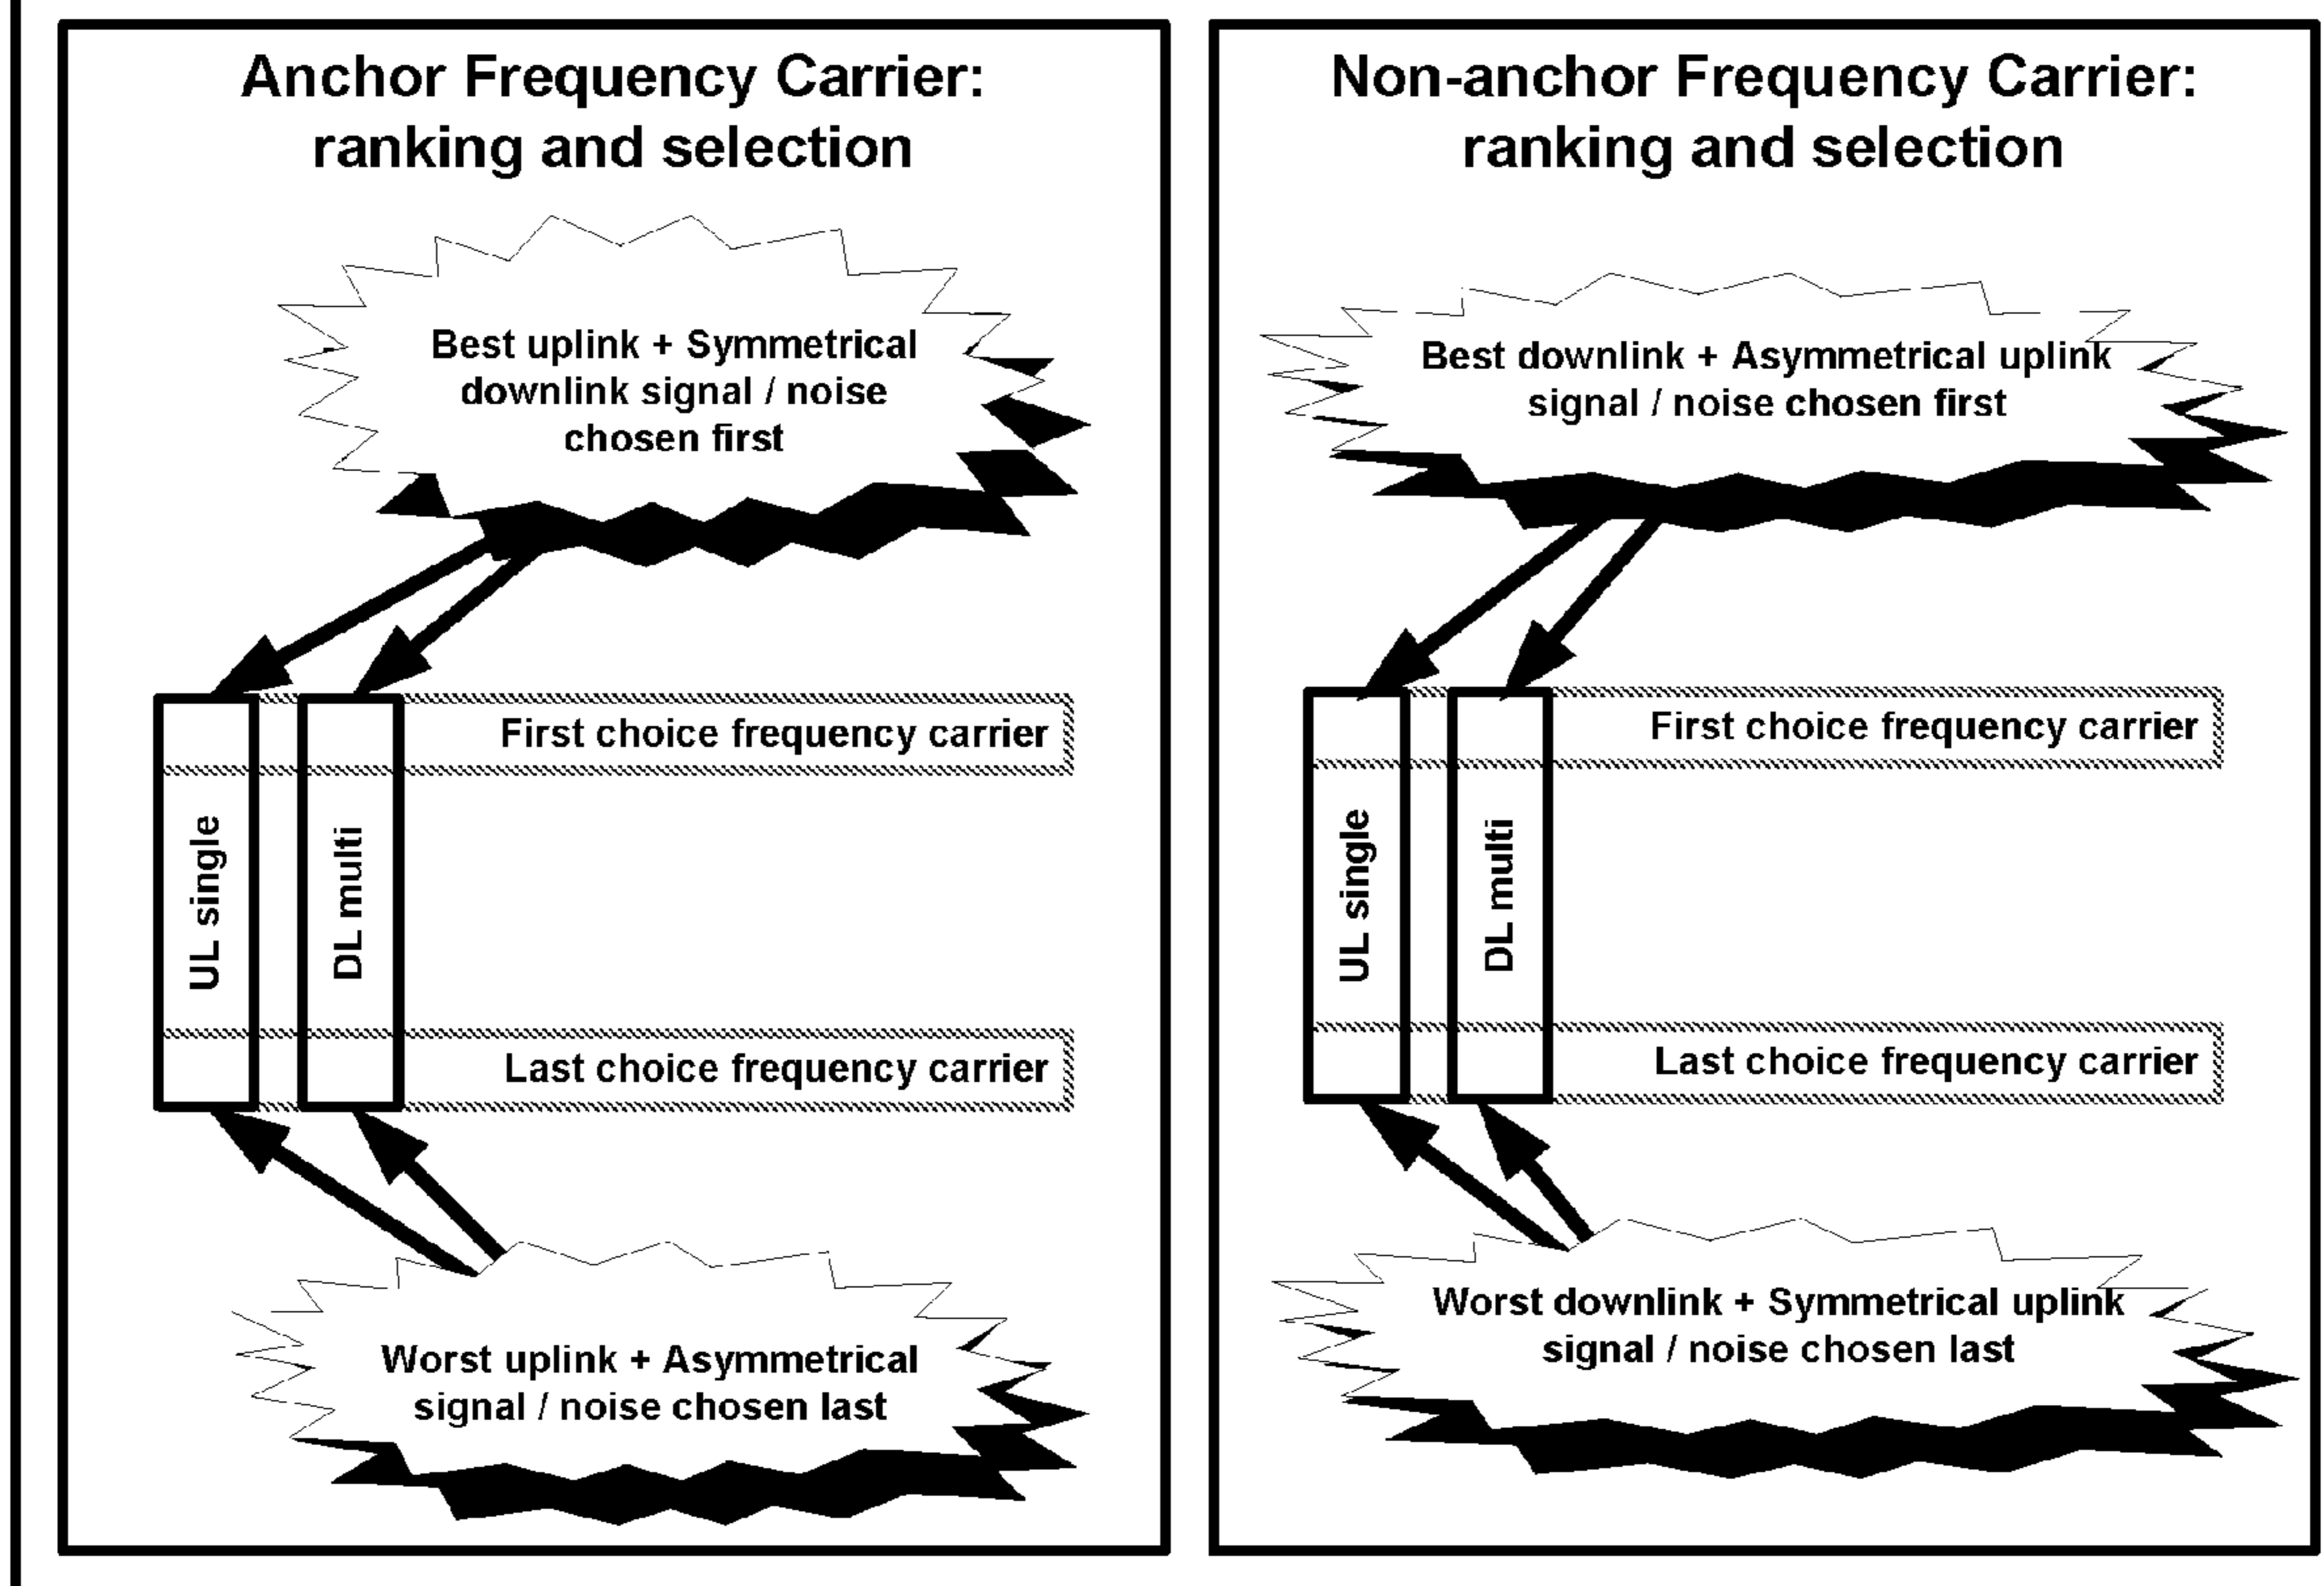 Anchor Frequency Carrier:
ranking and selection
Best uplink + Symmetrical
downlink signal / noise
chosen first
First choice frequency carrier
UL single
DL multi
Last choice frequency carrier
Worst uplink + Asymmetrical
signal / noise chosen last
Non-anchor Frequency Carrier:
ranking and selection
Best downlink + Asymmetrical uplink
signal / noise chosen first
First choice frequency carrier
UL single
DL multi
Last choice frequency carrier
Worst downlink + Symmetrical uplink
signal / noise chosen last